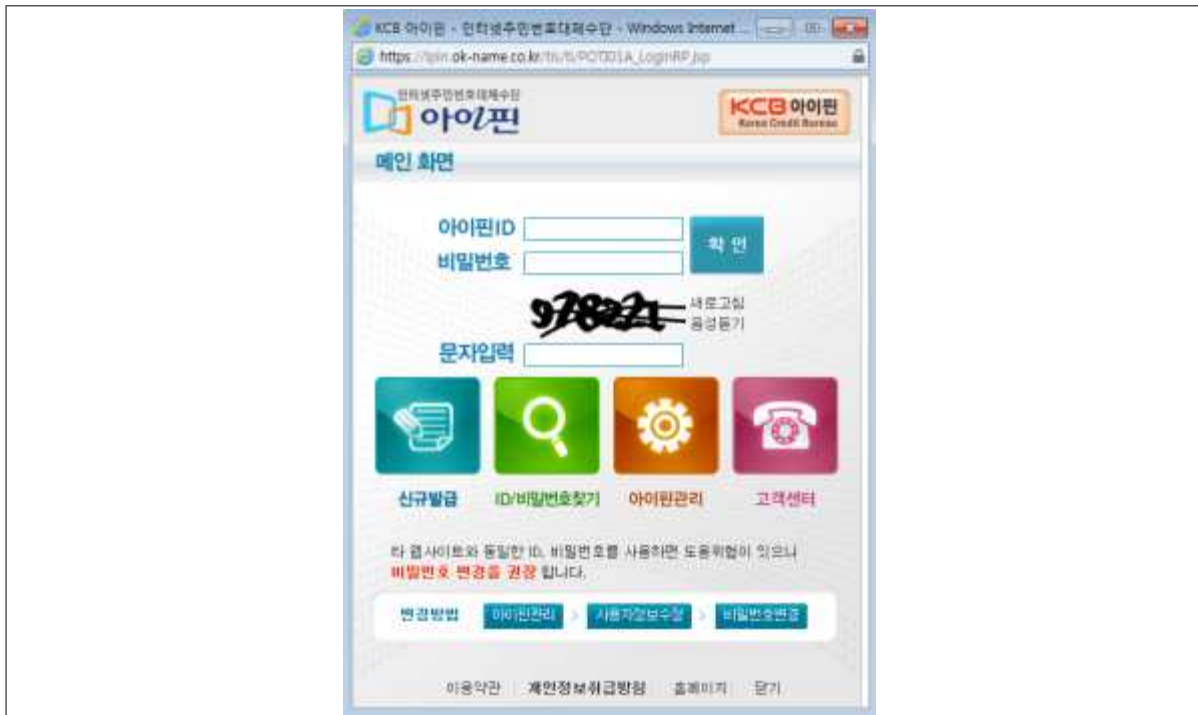 KCB 아이핀 - 인터넷주민번호대체수단 - Windows Internet ...
https://ipin.ok-name.co.kr/tis/ti/POTI01A_LoginRP.jsp
인터넷주민번호대체수단
아이핀
KCB 아이핀
Korea Credit Bureau
메인 화면
아이핀ID
비밀번호
확 인
978271
새로고침
음성듣기
문자입력
신규발급 ID/비밀번호찾기 아이핀관리 고객센터
타 웹사이트와 동일한 ID, 비밀번호를 사용하면 도용위험이 있으니
비밀번호 변경을 권장 합니다.
변경방법 아이핀관리 > 사용자정보수정 > 비밀번호변경
이용약관 개인정보취급방침 홈페이지 닫기